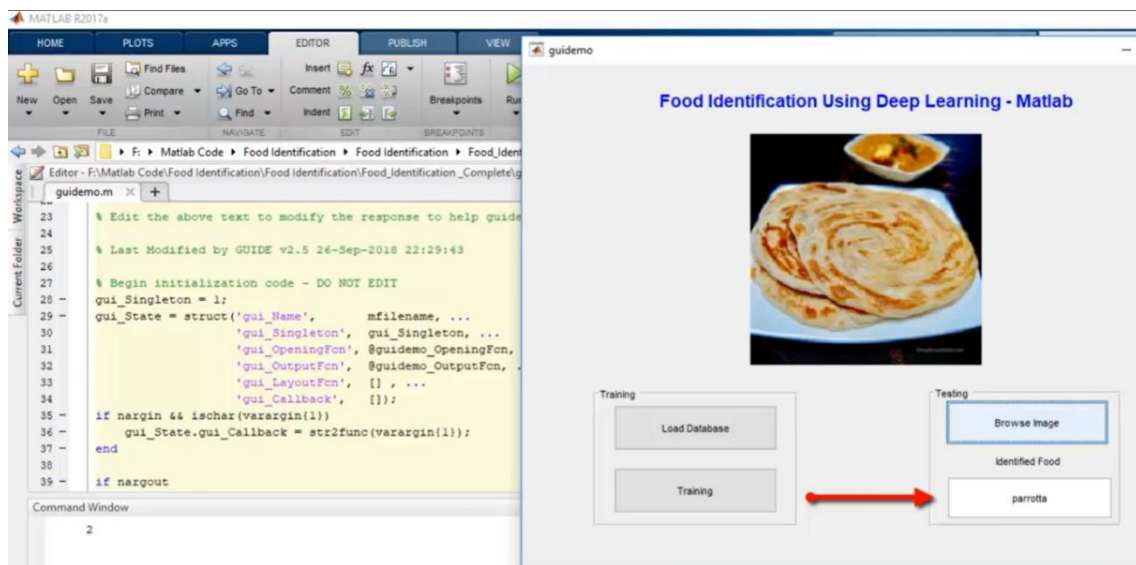 MATLAB R2017a
HOME PLOTS APPS EDITOR PUBLISH VIEW
New Open Save
Find Files
Compare
Print
Go To
Find
Insert
Comment
Indent
fx
Breakpoints
Run
FILE NAVIGATE EDIT BREAKPOINTS
F: Matlab Code Food Identification Food Identification Food_Ident
Editor - F:\Matlab Code\Food Identification\Food Identification\Food_Identification _Complete\g
guidemo.m
Workspace
Current Folder
23 % Edit the above text to modify the response to help guide
24
25 % Last Modified by GUIDE v2.5 26-Sep-2018 22:29:43
26
27 % Begin initialization code - DO NOT EDIT
28 - gui_Singleton = 1;
29 - gui_State = struct('gui_Name', mfilename, ...
30 'gui_Singleton', gui_Singleton, ...
31 'gui_OpeningFcn', @guidemo_OpeningFcn,
32 'gui_OutputFcn', @guidemo_OutputFcn, .
33 'gui_LayoutFcn', [] , ...
34 'gui_Callback', []);
35 - if nargin && ischar(varargin{1})
36 - gui_State.gui_Callback = str2func(varargin{1});
37 - end
38
39 - if nargout
Command Window
2
guidemo
Food Identification Using Deep Learning - Matlab
Training
Load Database
Training
Testing
Browse Image
Identified Food
parrotta